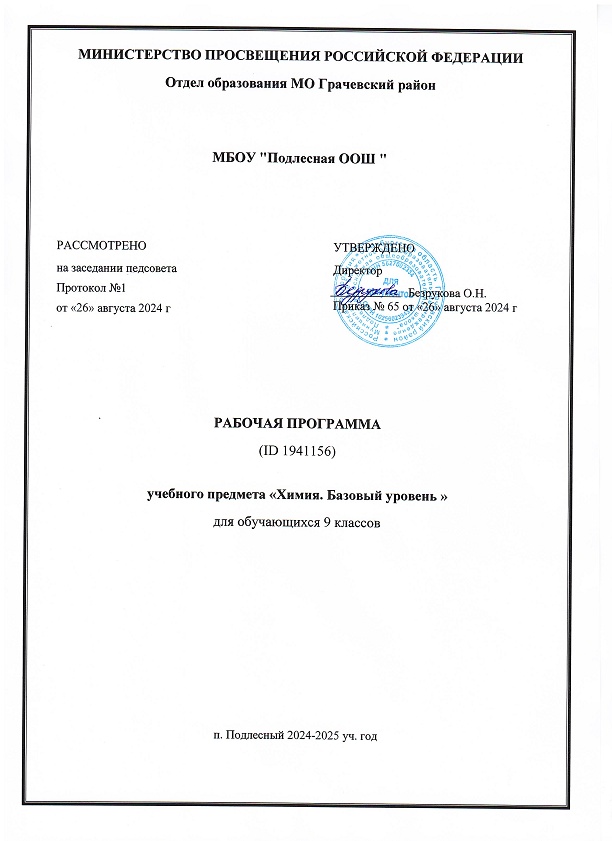 МИНИСТЕРСТВО ПРОСВЕЩЕНИЯ РОССИЙСКОЙ ФЕДЕРАЦИИ
Отдел образования МО Грачевский район
МБОУ "Подлесная ООШ "
РАССМОТРЕНО
на заседании педсовета
Протокол №1
от «26» августа 2024 г
УТВЕРЖДЕНО
Директор
Безрукова Безрукова О.Н.
Приказ № 65 от «26» августа 2024 г
для
РАБОЧАЯ ПРОГРАММА
(ID 1941156)
учебного предмета «Химия. Базовый уровень »
для обучающихся 9 классов
п. Подлесный 2024-2025 уч. год